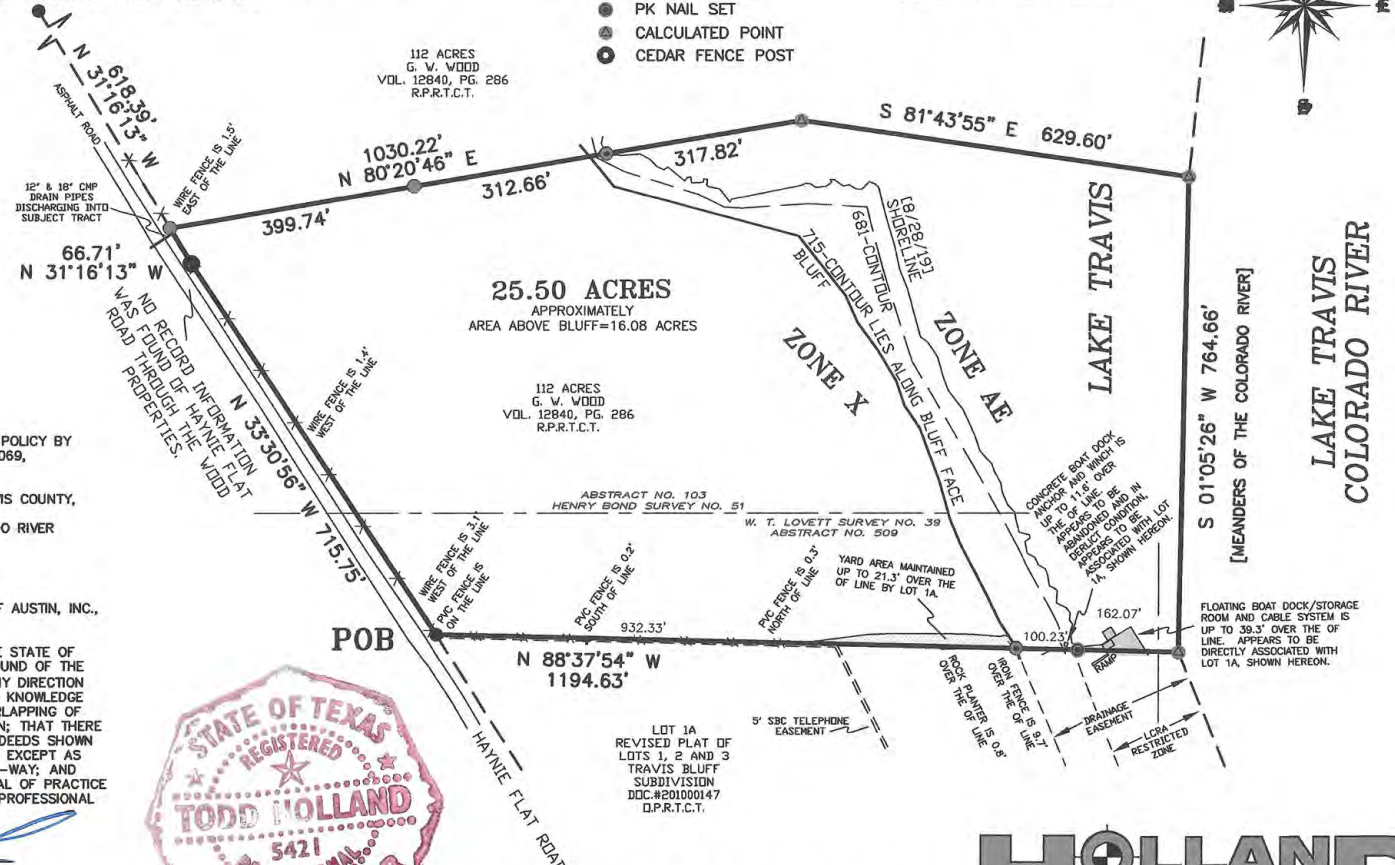 PK NAIL SET
CALCULATED POINT
CEDAR FENCE POST
E
S
618.39'
N 31°16'13" W
ASPHALT ROAD
112 ACRES
G. W. WOOD
VOL. 12840, PG. 286
R.P.R.T.C.T.
WIRE FENCE IS 1.5'
EAST OF THE LINE
12" & 18" CMP
DRAIN PIPES
DISCHARGING INTO
SUBJECT TRACT
1030.22'
N 80°20'46" E
399.74'
312.66'
317.82'
S 81°43'55" E 629.60'
66.71'
N 31°16'13" W
NO RECORD INFORMATION
WAS FOUND OF HAYNIE FLAT
ROAD THROUGH THE WOOD
PROPERTIES.
25.50 ACRES
APPROXIMATELY
AREA ABOVE BLUFF=16.08 ACRES
[8/28/19]
SHORELINE
681-CONTOUR
715-CONTOUR LIES ALONG BLUFF FACE
BLUFF
ZONE X
ZONE AE
LAKE TRAVIS
S 01°05'26" W 764.66'
[MEANDERS OF THE COLORADO RIVER]
LAKE TRAVIS
COLORADO RIVER
WIRE FENCE IS 1.4'
WEST OF THE LINE
112 ACRES
G. W. WOOD
VOL. 12840, PG. 286
R.P.R.T.C.T.
N 33°30'56" W 715.75'
POLICY BY
069,
IS COUNTY,
O RIVER
F AUSTIN, INC.,
E STATE OF
UND OF THE
MY DIRECTION
KNOWLEDGE
RLAPPING OF
N; THAT THERE
DEEDS SHOWN
EXCEPT AS
-WAY; AND
AL OF PRACTICE
PROFESSIONAL
ABSTRACT NO. 103
HENRY BOND SURVEY NO. 51
W. T. LOVETT SURVEY NO. 39
ABSTRACT NO. 509
CONCRETE BOAT DOCK
ANCHOR AND WINCH IS
UP TO 11.6' OVER
THE OF LINE.
APPEARS TO BE
ABANDONED AND IN
DERLICT CONDITION,
APPEARS TO BE
ASSOCIATED WITH LOT
1A, SHOWN HEREON.
WIRE FENCE IS 3.1'
WEST OF THE LINE
PVC FENCE IS
ON THE LINE
PVC FENCE IS 0.2'
SOUTH OF LINE
PVC FENCE IS 0.3'
NORTH OF LINE
YARD AREA MAINTAINED
UP TO 21.3' OVER THE
OF LINE BY LOT 1A.
POB
932.33'
100.23'
162.07'
RAMP
N 88°37'54" W
1194.63'
FLOATING BOAT DOCK/STORAGE
ROOM AND CABLE SYSTEM IS
UP TO 39.3' OVER THE OF
LINE. APPEARS TO BE
DIRECTLY ASSOCIATED WITH
LOT 1A, SHOWN HEREON.
ROCK PLANTER IS 0.8'
OVER THE OF LINE
IRON FENCE IS 9.7'
OVER THE OF LINE
5' SBC TELEPHONE
EASEMENT
DRAINAGE
EASEMENT
LCRA
RESTRICTED
ZONE
LOT 1A
REVISED PLAT OF
LOTS 1, 2 AND 3
TRAVIS BLUFF
SUBDIVISION
DOC.#201000147
O.P.R.T.C.T.
HAYNIE FLAT ROAD
STATE OF TEXAS
REGISTERED
TODD HOLLAND
5421
HOLLAND